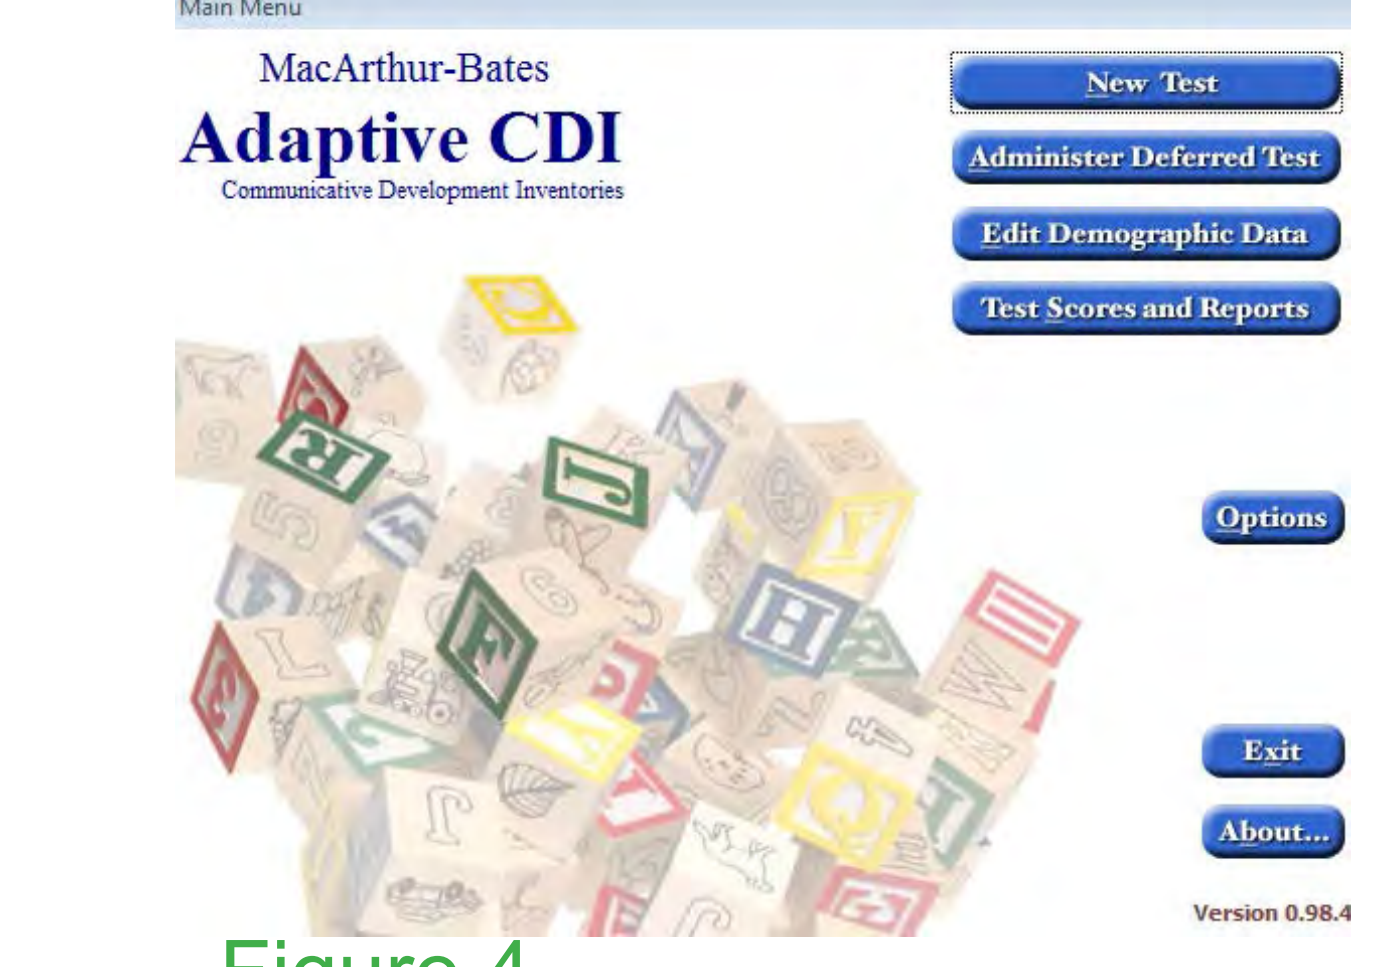 Main Menu
MacArthur-Bates
Adaptive CDI
Communicative Development Inventories
New Test
Administer Deferred Test
Edit Demographic Data
Test Scores and Reports
Options
Exit
About...
Version 0.98.4
Figure 4